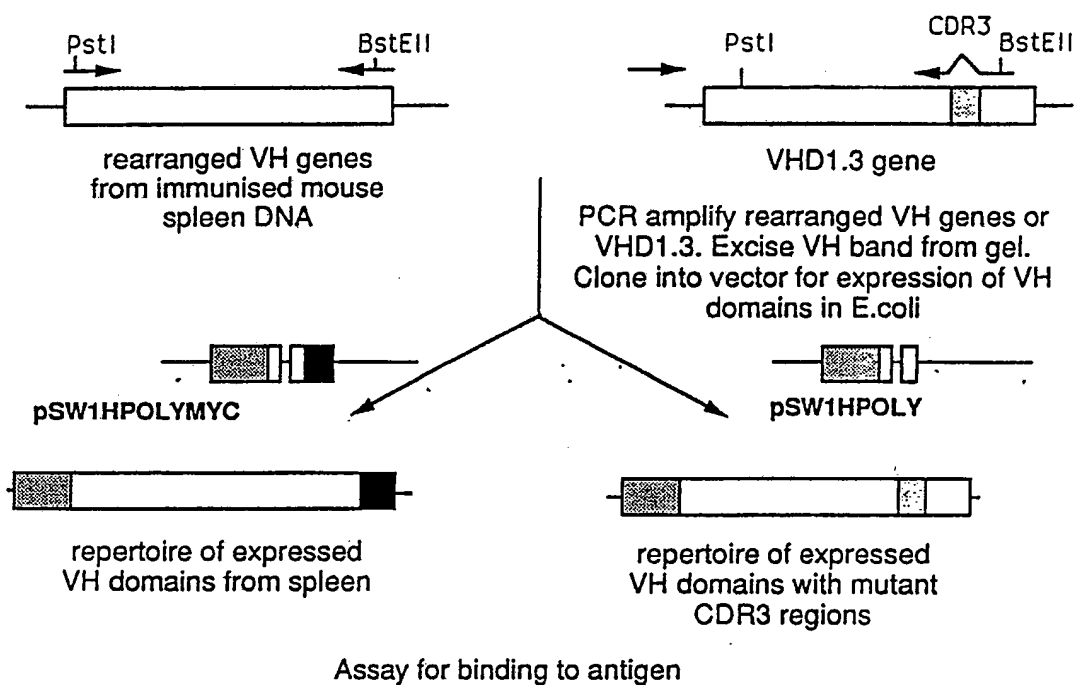 PstI
BstEII
rearranged VH genes
from immunised mouse
spleen DNA
PstI
CDR3
BstEII
VHD1.3 gene
PCR amplify rearranged VH genes or
VHD1.3. Excise VH band from gel.
Clone into vector for expression of VH
domains in E.coli
pSW1HPOLYMYC
pSW1HPOLY
repertoire of expressed
VH domains from spleen
repertoire of expressed
VH domains with mutant
CDR3 regions
Assay for binding to antigen